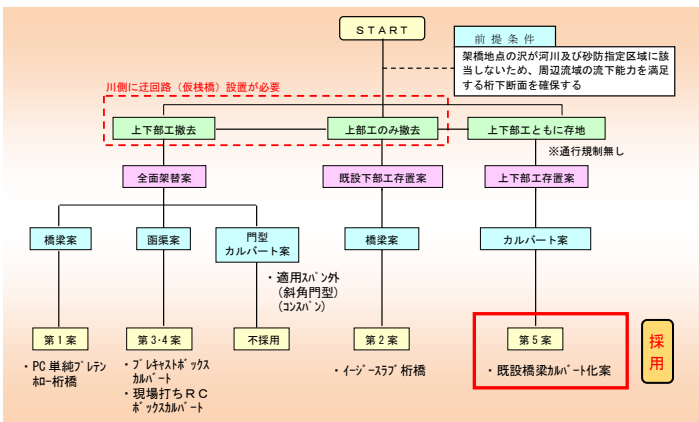 START
前 提 条 件
架橋地点の沢が河川及び砂防指定区域に該
当しないため、周辺流域の流下能力を満足
する桁下断面を確保する
川側に迂回路（仮桟橋）設置が必要
上下部工撤去
上部工のみ撤去
上下部工ともに存地
※通行規制無し
全面架替案
既設下部工存置案
上下部工存置案
橋梁案
函渠案
門型
カルバート案
橋梁案
カルバート案
・適用ｽﾊﾟﾝ外
（斜角門型）
（ｺﾝｽﾊﾟﾝ）
第１案
第3･4案
不採用
第２案
第５案
採
用
・PC 単純ﾌﾟﾚﾃﾝ
ﾎﾛｰ桁橋
・ﾌﾟﾚｷｬｽﾄﾎﾞｯｸｽ
ｶﾙﾊﾞｰﾄ
・現場打ちＲＣ
ﾎﾞｯｸｽｶﾙﾊﾞｰﾄ
・ｲｰｼﾞｰｽﾗﾌﾞ桁橋
・既設橋梁ｶﾙﾊﾞｰﾄ化案